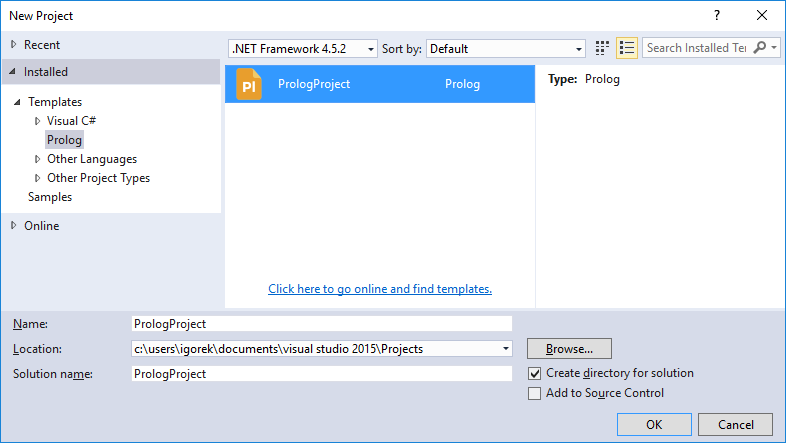 New Project
?
Recent
.NET Framework 4.5.2
Sort by:
Default
Search Installed Te
Installed
Templates
Visual C#
Prolog
Other Languages
Other Project Types
Samples
Online
PI
PrologProject
Prolog
Type: Prolog
Click here to go online and find templates.
Name:
PrologProject
Location:
c:\users\igorek\documents\visual studio 2015\Projects
Browse...
Solution name:
PrologProject
Create directory for solution
Add to Source Control
OK
Cancel